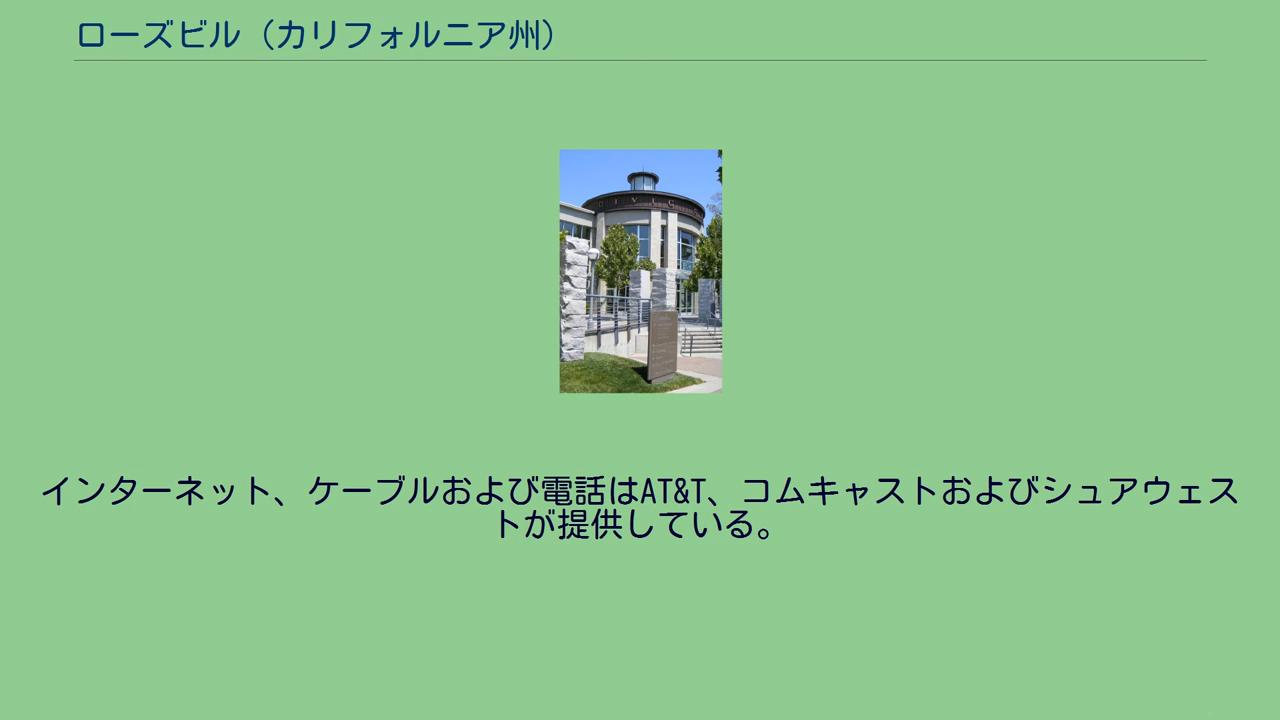 ローズビル（カリフォルニア州）
インターネット、ケーブルおよび電話はAT&T、コムキャストおよびシュアウェス
トが提供している。